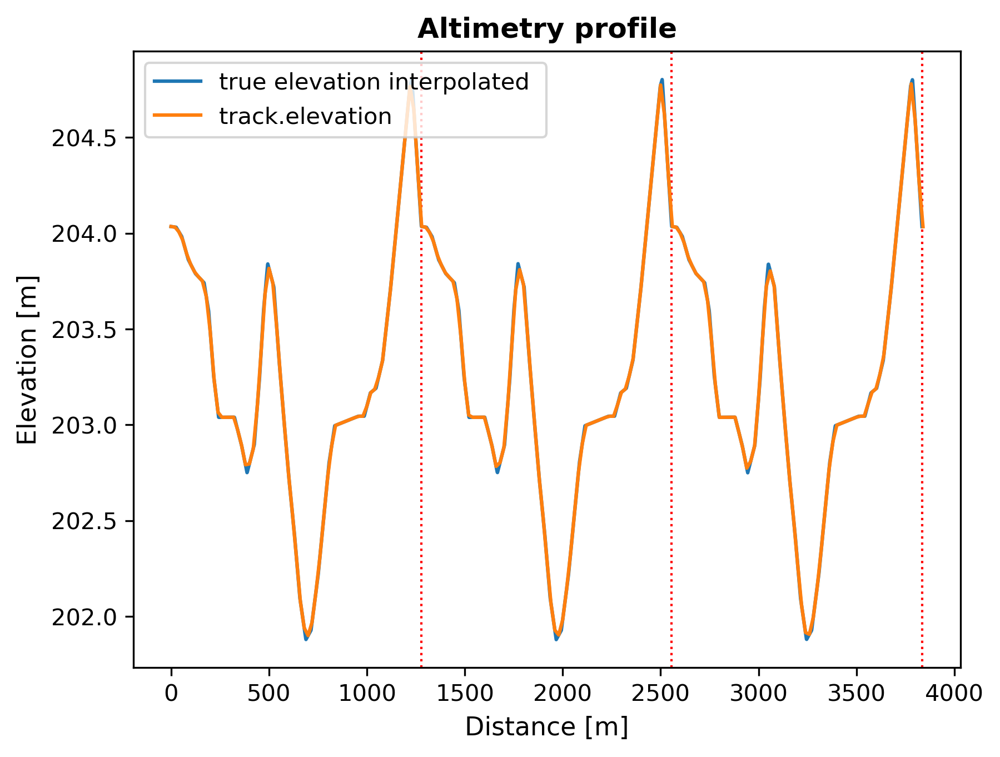 Altimetry profile
true elevation interpolated
track.elevation
Elevation [m]
204.5
204.0
203.5
203.0
202.5
202.0
0 500 1000 1500 2000 2500 3000 3500 4000
Distance [m]